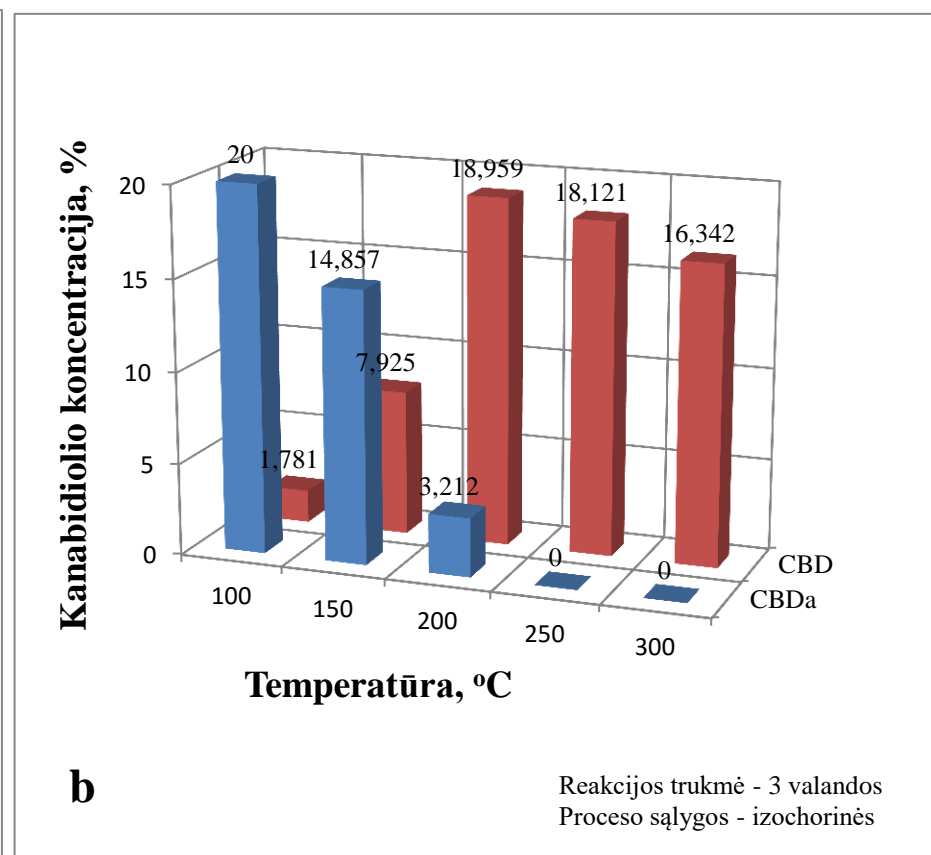 Kanabidiolio koncentracija, %
20
15
10
5
0
20
14,857
3,212
0
0
1,781
7,925
18,959
18,121
16,342
CBD
CBDa
100
150
200
250
300
Temperatūra, ºC
b
Reakcijos trukmė - 3 valandos
Proceso sąlygos - izochorinės